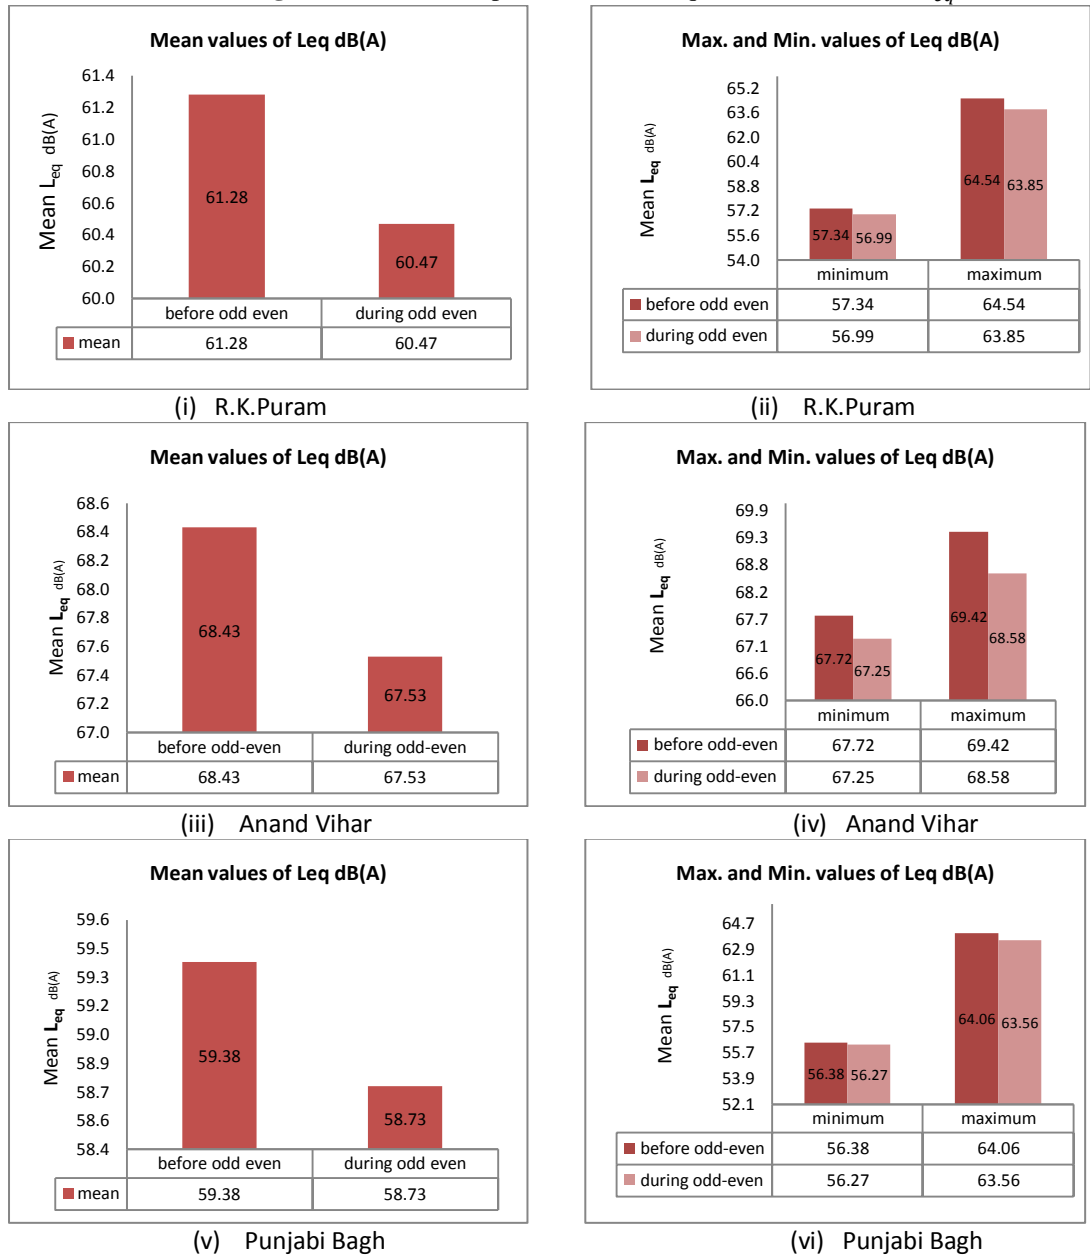 Mean values of Leq dB(A)
Mean Leq dB(A)
61.4
61.2
61.0
60.8
60.6
60.4
60.2
60.0
61.28
60.47
before odd even during odd even
mean 61.28 60.47
(i) R.K.Puram
Max. and Min. values of Leq dB(A)
Mean Leq dB(A)
65.2
63.6
62.0
60.4
58.8
57.2
55.6
54.0
57.34 56.99 64.54 63.85
minimum maximum
before odd even 57.34 64.54
during odd even 56.99 63.85
(ii) R.K.Puram
Mean values of Leq dB(A)
Mean Leq dB(A)
68.6
68.4
68.2
68.0
67.8
67.6
67.4
67.2
67.0
68.43
67.53
before odd-even during odd-even
mean 68.43 67.53
(iii) Anand Vihar
Max. and Min. values of Leq dB(A)
Mean Leq dB(A)
69.9
69.3
68.8
68.2
67.7
67.1
66.6
66.0
67.72 67.25 69.42 68.58
minimum maximum
before odd-even 67.72 69.42
during odd-even 67.25 68.58
(iv) Anand Vihar
Mean values of Leq dB(A)
Mean Leq dB(A)
59.6
59.5
59.3
59.2
59.0
58.9
58.7
58.6
58.4
59.38
58.73
before odd even during odd even
mean 59.38 58.73
(v) Punjabi Bagh
Max. and Min. values of Leq dB(A)
Mean Leq dB(A)
64.7
62.9
61.1
59.3
57.5
55.7
53.9
52.1
56.38 56.27 64.06 63.56
minimum maximum
before odd-even 56.38 64.06
during odd-even 56.27 63.56
(vi) Punjabi Bagh